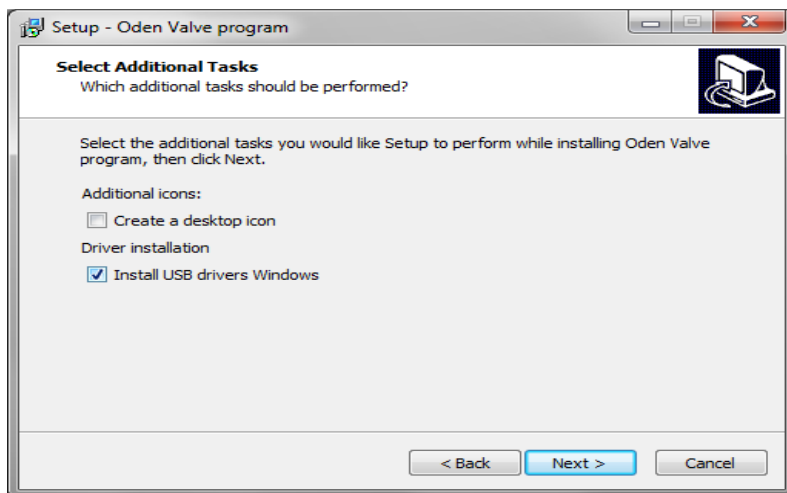 Setup - Oden Valve program
Select Additional Tasks
Which additional tasks should be performed?
Select the additional tasks you would like Setup to perform while installing Oden Valve
program, then click Next.
Additional icons:
Create a desktop icon
Driver installation
Install USB drivers Windows
< Back Next > Cancel